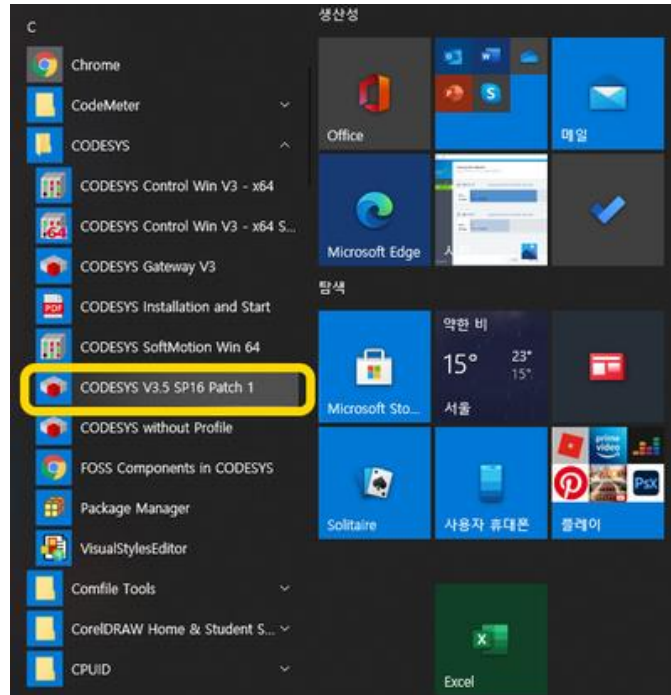 C
Chrome
CodeMeter
CODESYS
CODESYS Control Win V3 - x64
CODESYS Control Win V3 - x64 S...
CODESYS Gateway V3
PDF
CODESYS Installation and Start
CODESYS SoftMotion Win 64
CODESYS V3.5 SP16 Patch 1
CODESYS without Profile
FOSS Components in CODESYS
Package Manager
VisualStylesEditor
Comfile Tools
CorelDRAW Home & Student S...
CPUID
생산성
Office
메일
Microsoft Edge
탐색
Microsoft Sto...
약한 비
15°
23°
15°
서울
Solitaire
사용자 휴대폰
prime video
PsX
플레이
Excel